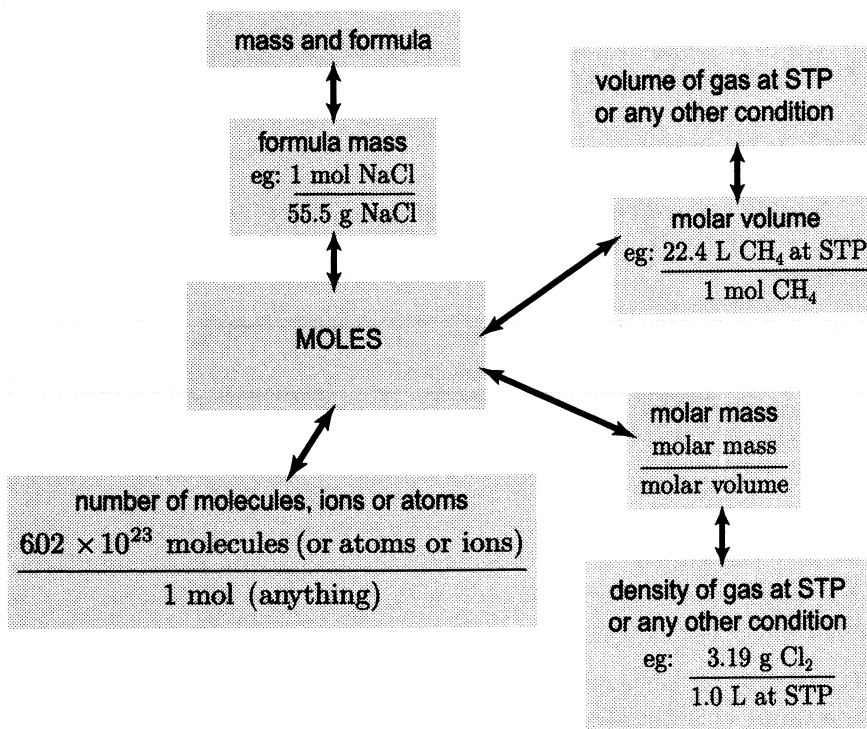 mass and formula
formula mass
eg: 1 mol NaCl
55.5 g NaCl
MOLES
number of molecules, ions or atoms
602 × 10²³ molecules (or atoms or ions)
1 mol (anything)
volume of gas at STP
or any other condition
molar volume
eg: 22.4 L CH₄ at STP
1 mol CH₄
molar mass
molar mass
molar volume
density of gas at STP
or any other condition
eg: 3.19 g Cl₂
1.0 L at STP